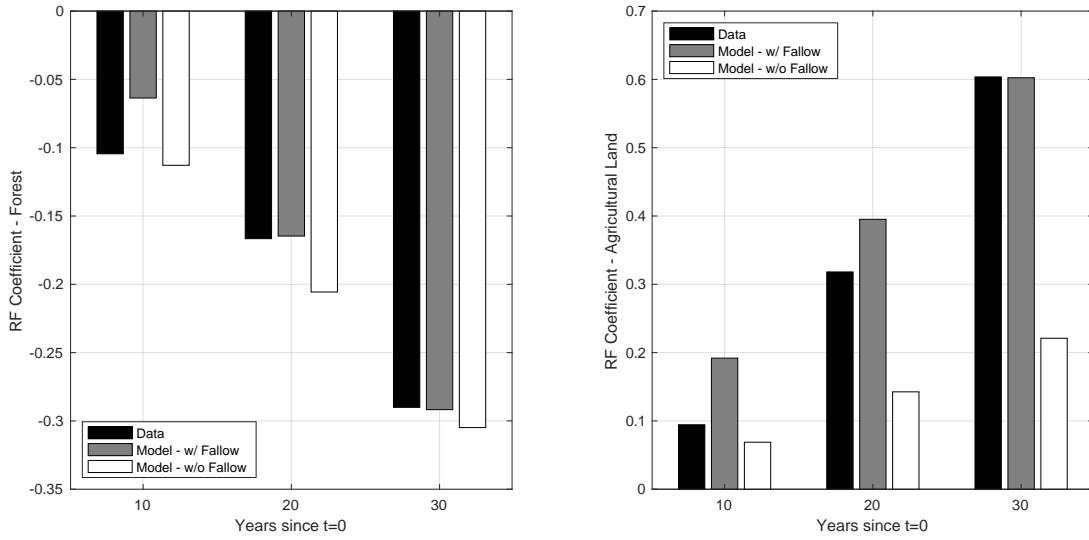 0
-0.05
-0.1
-0.15
-0.2
-0.25
-0.3
-0.35
RF Coefficient - Forest
Data
Model - w/ Fallow
Model - w/o Fallow
10 20 30
Years since t=0
0.7
0.6
0.5
0.4
0.3
0.2
0.1
0
RF Coefficient - Agricultural Land
Data
Model - w/ Fallow
Model - w/o Fallow
10 20 30
Years since t=0